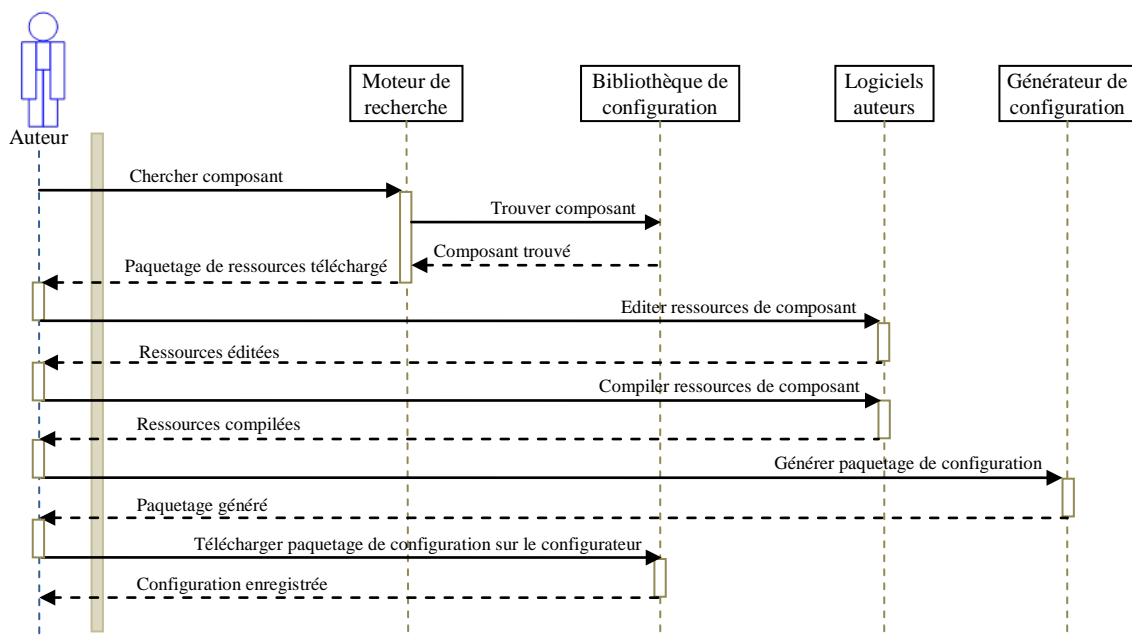 Auteur
Moteur de
recherche
Bibliothèque de
configuration
Logiciels
auteurs
Générateur de
configuration
Chercher composant
Trouver composant
Composant trouvé
Paquetage de ressources téléchargé
Editer ressources de composant
Ressources éditées
Compiler ressources de composant
Ressources compilées
Générer paquetage de configuration
Paquetage généré
Télécharger paquetage de configuration sur le configurateur
Configuration enregistrée